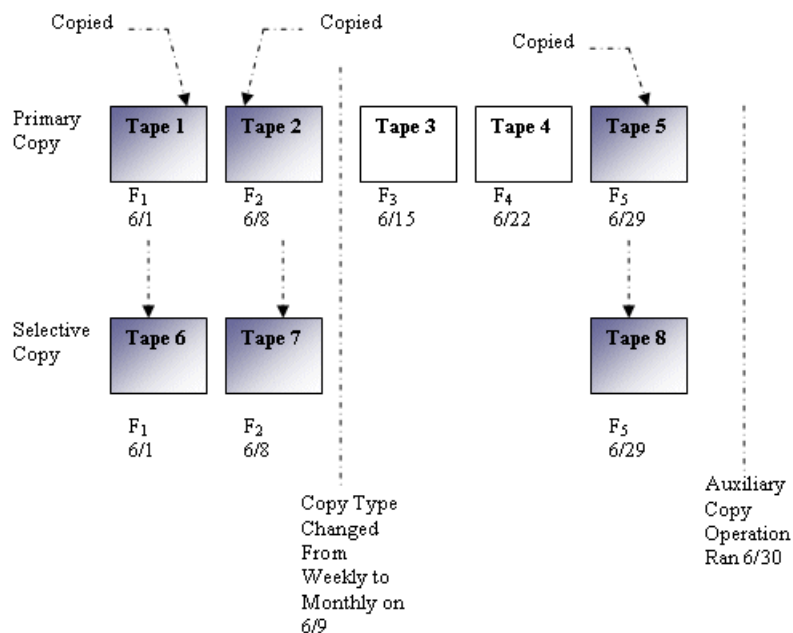 Copied
Copied
Copied
Primary
Copy
Tape 1
Tape 2
Tape 3
Tape 4
Tape 5
F1
6/1
F2
6/8
F3
6/15
F4
6/22
F5
6/29
Selective
Copy
Tape 6
Tape 7
Tape 8
F1
6/1
F2
6/8
F5
6/29
Copy Type
Changed
From
Weekly to
Monthly on
6/9
Auxiliary
Copy
Operation
Ran 6/30